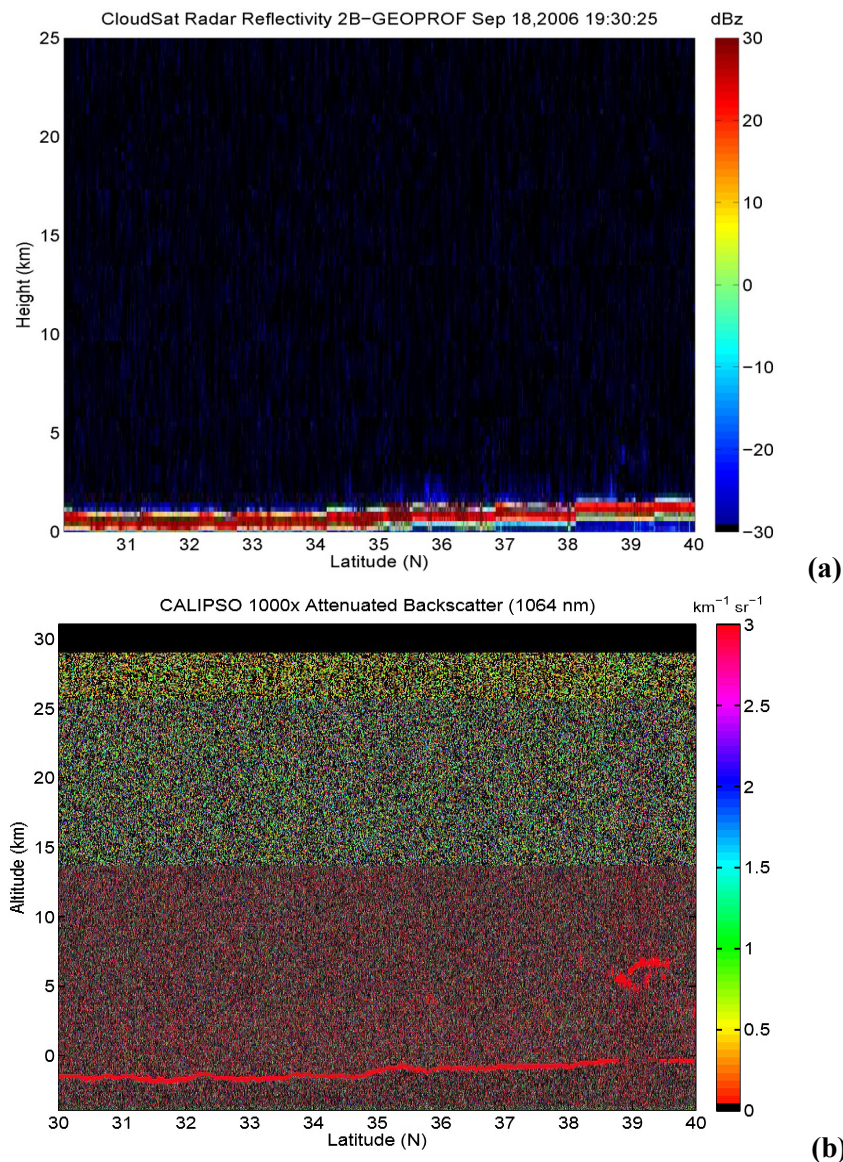 CloudSat Radar Reflectivity 2B-GEOPROF Sep 18,2006 19:30:25
dBz
25
20
15
10
5
0
Height (km)
31 32 33 34 35 36 37 38 39 40
Latitude (N)
30
20
10
0
−10
−20
−30
(a)
CALIPSO 1000x Attenuated Backscatter (1064 nm)
km−1 sr−1
30
25
20
15
10
5
0
Altitude (km)
30 31 32 33 34 35 36 37 38 39 40
Latitude (N)
3
2.5
2
1.5
1
0.5
0
(b)